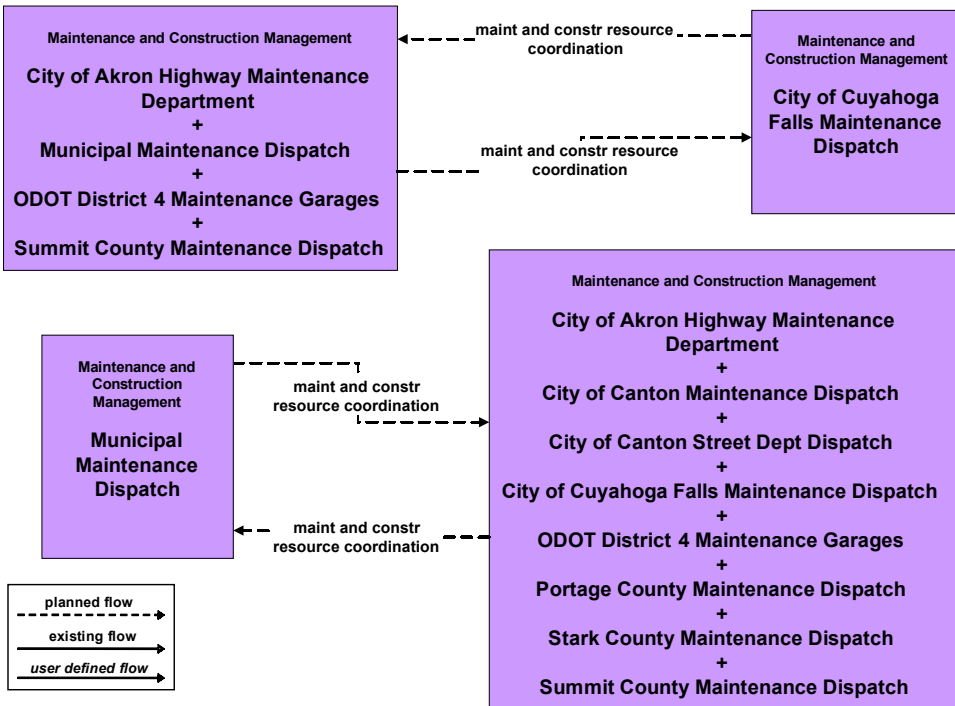 Maintenance and Construction Management
City of Akron Highway Maintenance
Department
+
Municipal Maintenance Dispatch
+
ODOT District 4 Maintenance Garages
+
Summit County Maintenance Dispatch
maint and constr resource
coordination
maint and constr resource
coordination
Maintenance and
Construction Management
City of Cuyahoga
Falls Maintenance
Dispatch
Maintenance and
Construction
Management
Municipal
Maintenance
Dispatch
maint and constr
resource coordination
maint and constr
resource coordination
Maintenance and Construction Management
City of Akron Highway Maintenance
Department
+
City of Canton Maintenance Dispatch
+
City of Canton Street Dept Dispatch
+
City of Cuyahoga Falls Maintenance Dispatch
+
ODOT District 4 Maintenance Garages
+
Portage County Maintenance Dispatch
+
Stark County Maintenance Dispatch
+
Summit County Maintenance Dispatch
planned flow
existing flow
user defined flow